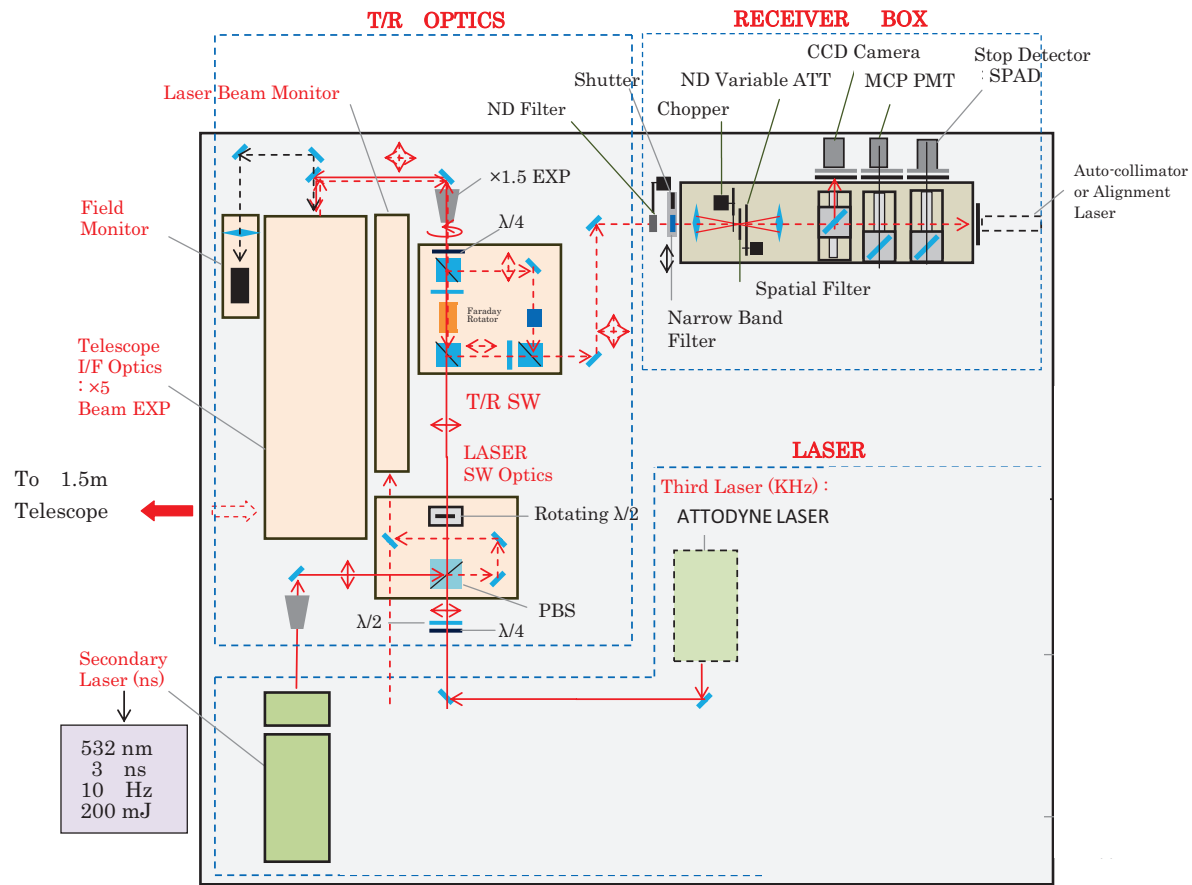 T/R OPTICS
RECEIVER BOX
CCD Camera
Stop Detector
: SPAD
Shutter
ND Variable ATT
MCP PMT
Laser Beam Monitor
ND Filter
Chopper
×1.5 EXP
Auto-collimator
or Alignment
Laser
Field
Monitor
λ/4
Spatial Filter
Faraday
Rotator
Narrow Band
Filter
Telescope
I/F Optics
: ×5
Beam EXP
T/R SW
LASER
SW Optics
LASER
To 1.5m
Telescope
Third Laser (KHz) :
Rotating λ/2
ATTODYNE LASER
PBS
λ/2
λ/4
Secondary
Laser (ns)
532 nm
3 ns
10 Hz
200 mJ